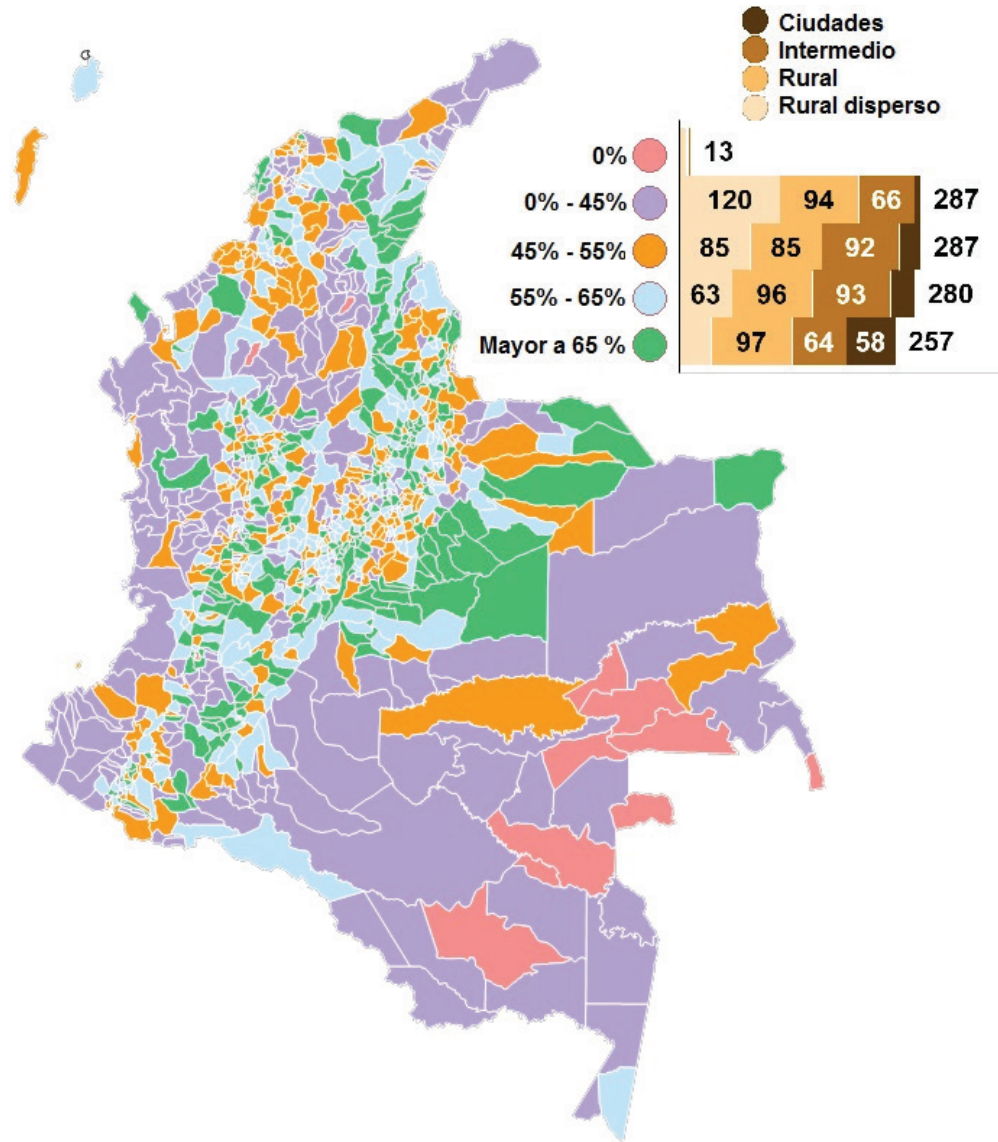 Ciudades
Intermedio
Rural
Rural disperso
0% 13
0% - 45% 120 94 66 287
45% - 55% 85 85 92 287
55% - 65% 63 96 93 280
Mayor a 65 % 97 64 58 257